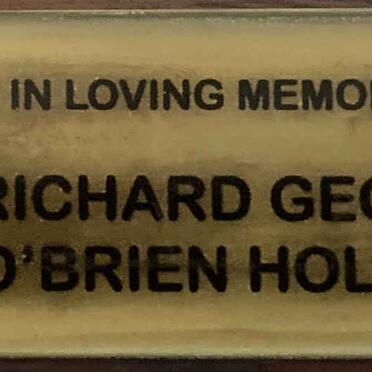 IN LOVING MEMO
RICHARD GEO
O'BRIEN HOL